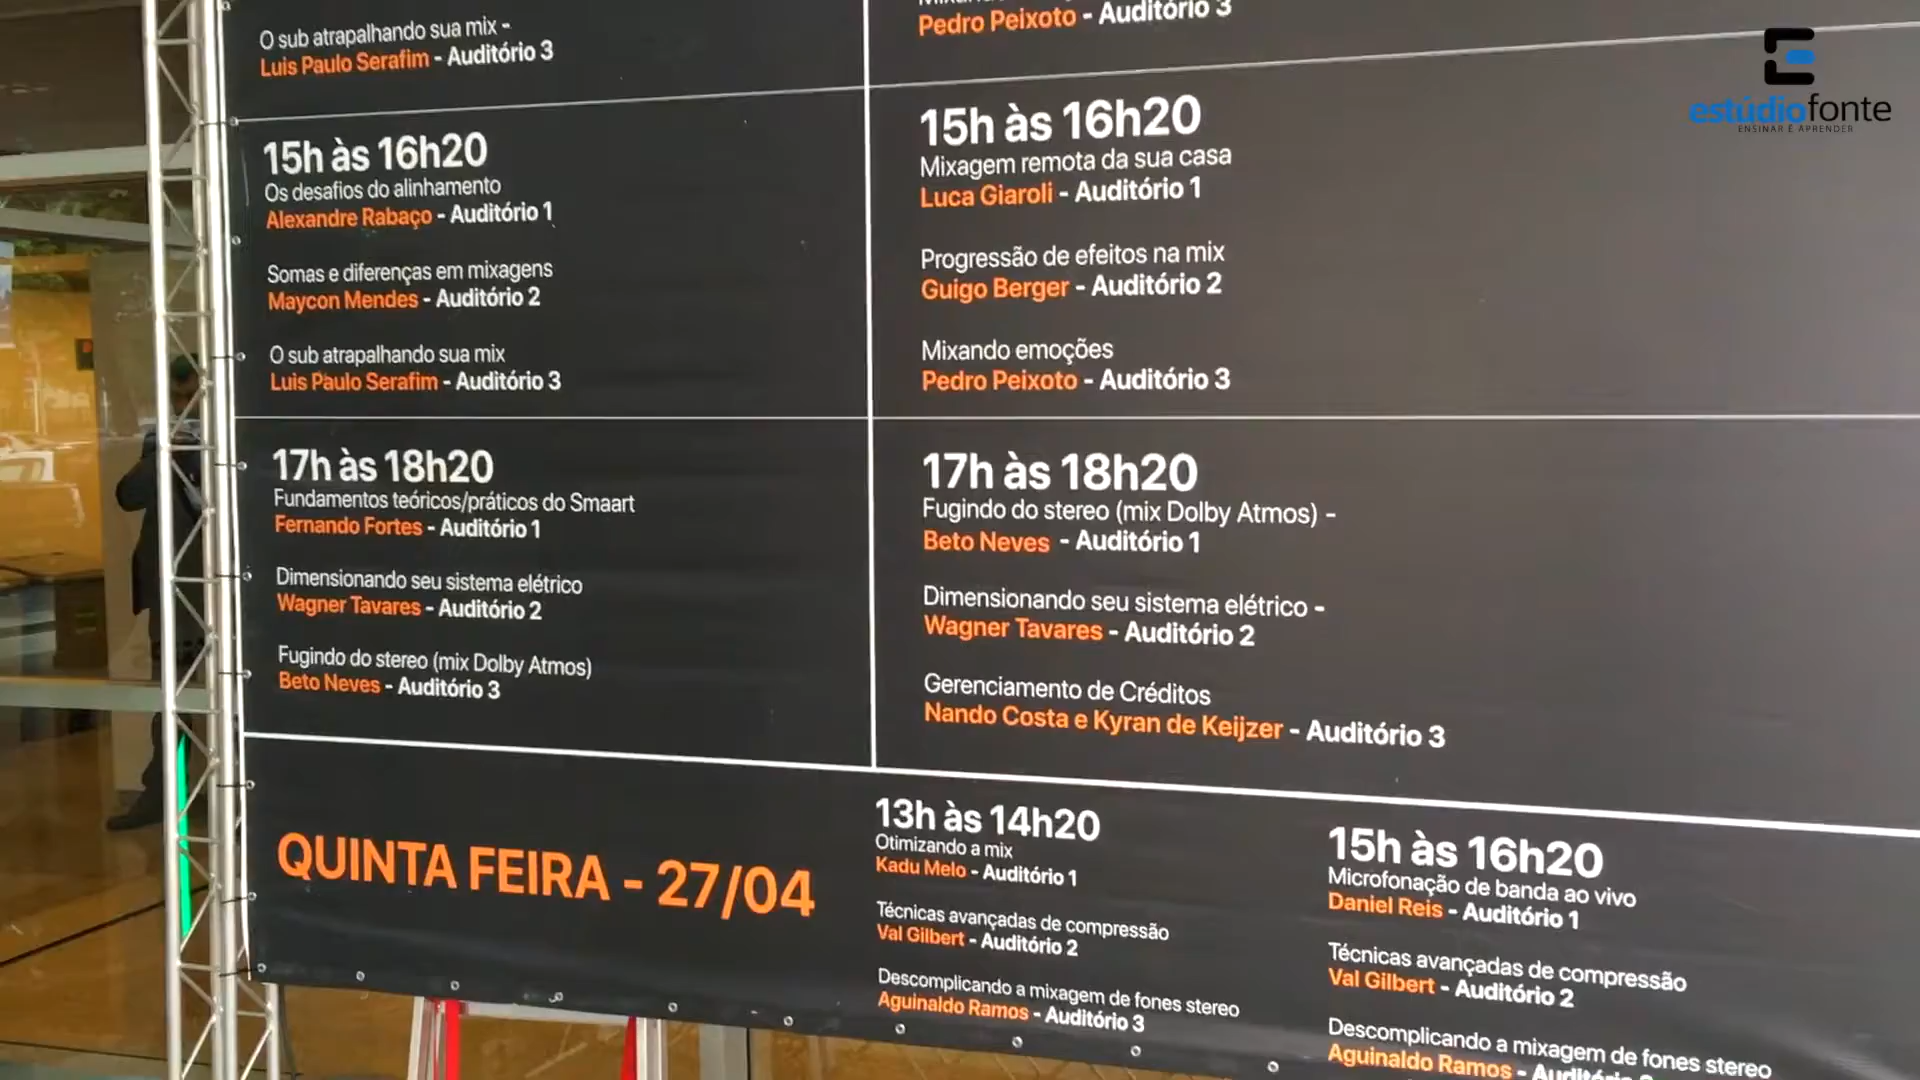 O sub atrapalhando sua mix -
Luis Paulo Serafim - Auditório 3
15h às 16h20
Os desafios do alinhamento
Alexandre Rabaço - Auditório 1
Somas e diferenças em mixagens
Maycon Mendes - Auditório 2
O sub atrapalhando sua mix
Luis Paulo Serafim - Auditório 3
17h às 18h20
Fundamentos teóricos/práticos do Smaart
Fernando Fortes - Auditório 1
Dimensionando seu sistema elétrico
Wagner Tavares - Auditório 2
Fugindo do stereo (mix Dolby Atmos)
Beto Neves - Auditório 3
Pedro Peixoto - Auditório 3
15h às 16h20
Mixagem remota da sua casa
Luca Giaroli - Auditório 1
Progressão de efeitos na mix
Guigo Berger - Auditório 2
Mixando emoções
Pedro Peixoto - Auditório 3
17h às 18h20
Fugindo do stereo (mix Dolby Atmos) -
Beto Neves - Auditório 1
Dimensionando seu sistema elétrico -
Wagner Tavares - Auditório 2
Gerenciamento de Créditos
Nando Costa e Kyran de Keijzer - Auditório 3
QUINTA FEIRA - 27/04
13h às 14h20
Otimizando a mix
Kadu Melo - Auditório 1
Técnicas avançadas de compressão
Val Gilbert - Auditório 2
Descomplicando a mixagem de fones stereo
Aguinaldo Ramos - Auditório 3
15h às 16h20
Microfonação de banda ao vivo
Daniel Reis - Auditório 1
Técnicas avançadas de compressão
Val Gilbert - Auditório 2
Descomplicando a mixagem de fones stereo
Aguinaldo Ramos - Auditório
estúdiofonte
ENSINAR É APRENDER